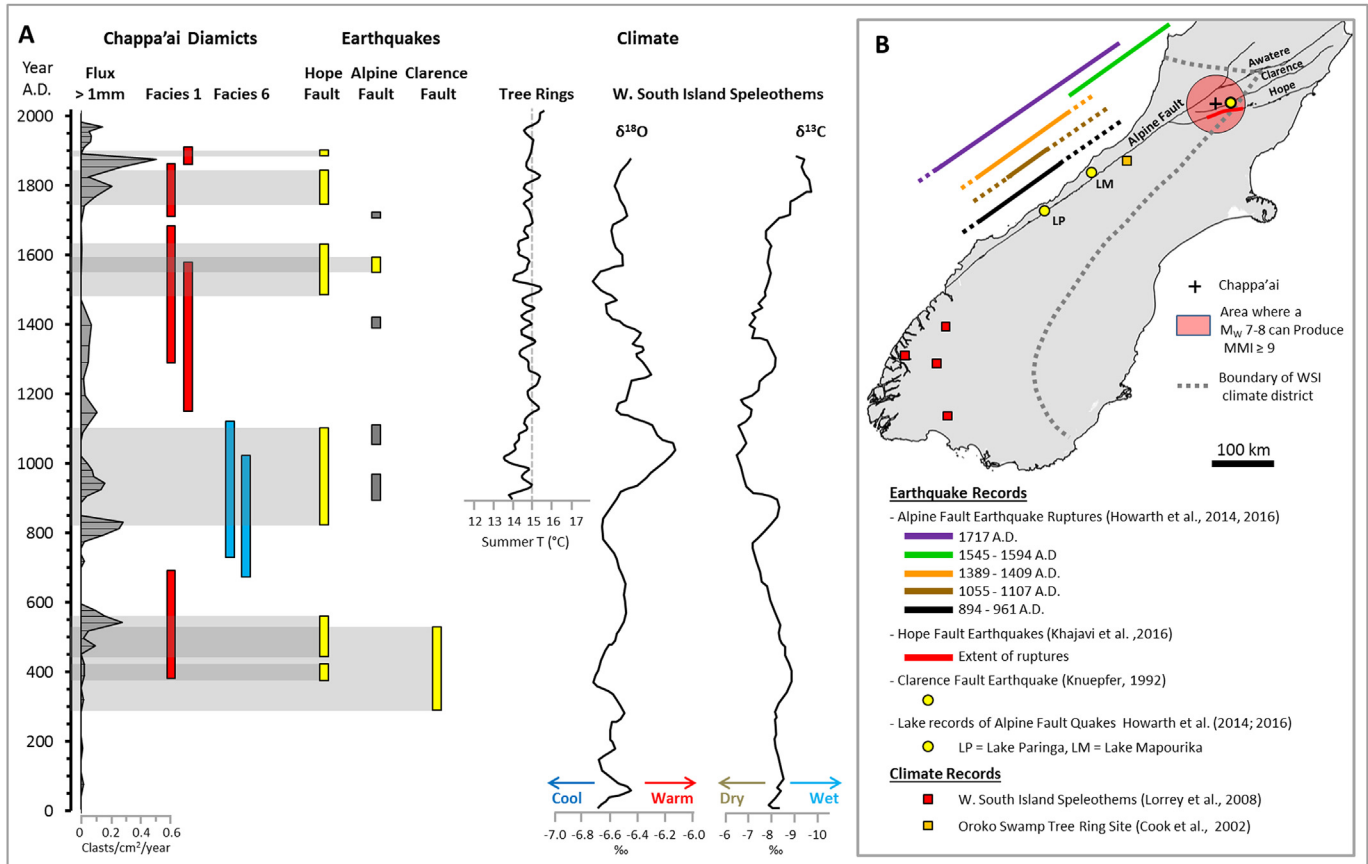 A
Chappa'ai Diamicts
Earthquakes
Climate
Year
A.D.
Flux
> 1mm
Facies 1
Facies 6
Hope
Fault
Alpine
Fault
Clarence
Fault
Tree Rings
W. South Island Speleothems
δ18O
δ13C
2000
1800
1600
1400
1200
1000
800
600
400
200
0
0 0.6
Clasts/cm²/year
12 13 14 15 16 17
Summer T (°C)
Cool
Warm
Dry
Wet
-7.0 -6.8 -6.6 -6.4 -6.2 -6.0
‰
-6 -7 -8 -9 -10
‰
B
Awatere
Clarence
Hope
Alpine Fault
LM
LP
Chappa'ai
Area where a
MW 7-8 can Produce
MMI ≥ 9
Boundary of WSI
climate district
100 km
Earthquake Records
- Alpine Fault Earthquake Ruptures (Howarth et al., 2014, 2016)
1717 A.D.
1545 - 1594 A.D
1389 - 1409 A.D.
1055 - 1107 A.D.
894 - 961 A.D.
- Hope Fault Earthquakes (Khajavi et al. ,2016)
Extent of ruptures
- Clarence Fault Earthquake (Knuepfer, 1992)
- Lake records of Alpine Fault Quakes Howarth et al. (2014; 2016)
LP = Lake Paringa, LM = Lake Mapourika
Climate Records
W. South Island Speleothems (Lorrey et al., 2008)
Oroko Swamp Tree Ring Site (Cook et al., 2002)